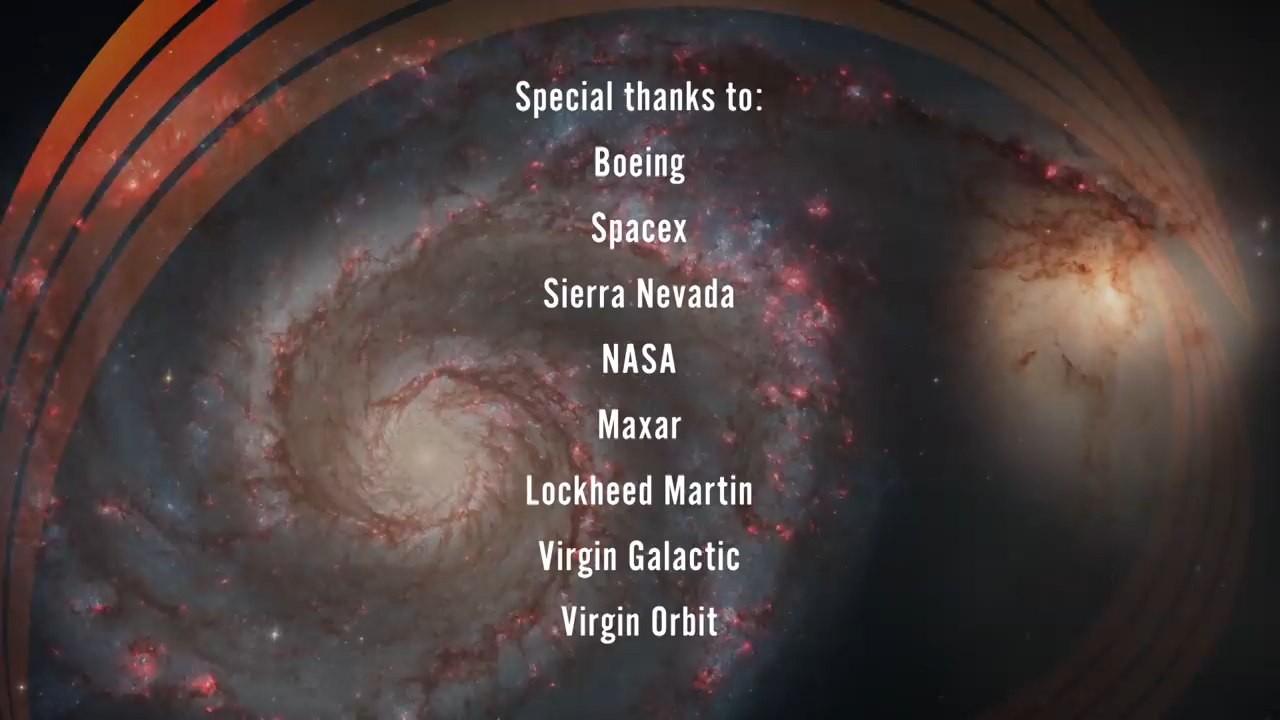 Special thanks to:
Boeing
Spacex
Sierra Nevada
NASA
Maxar
Lockheed Martin
Virgin Galactic
Virgin Orbit